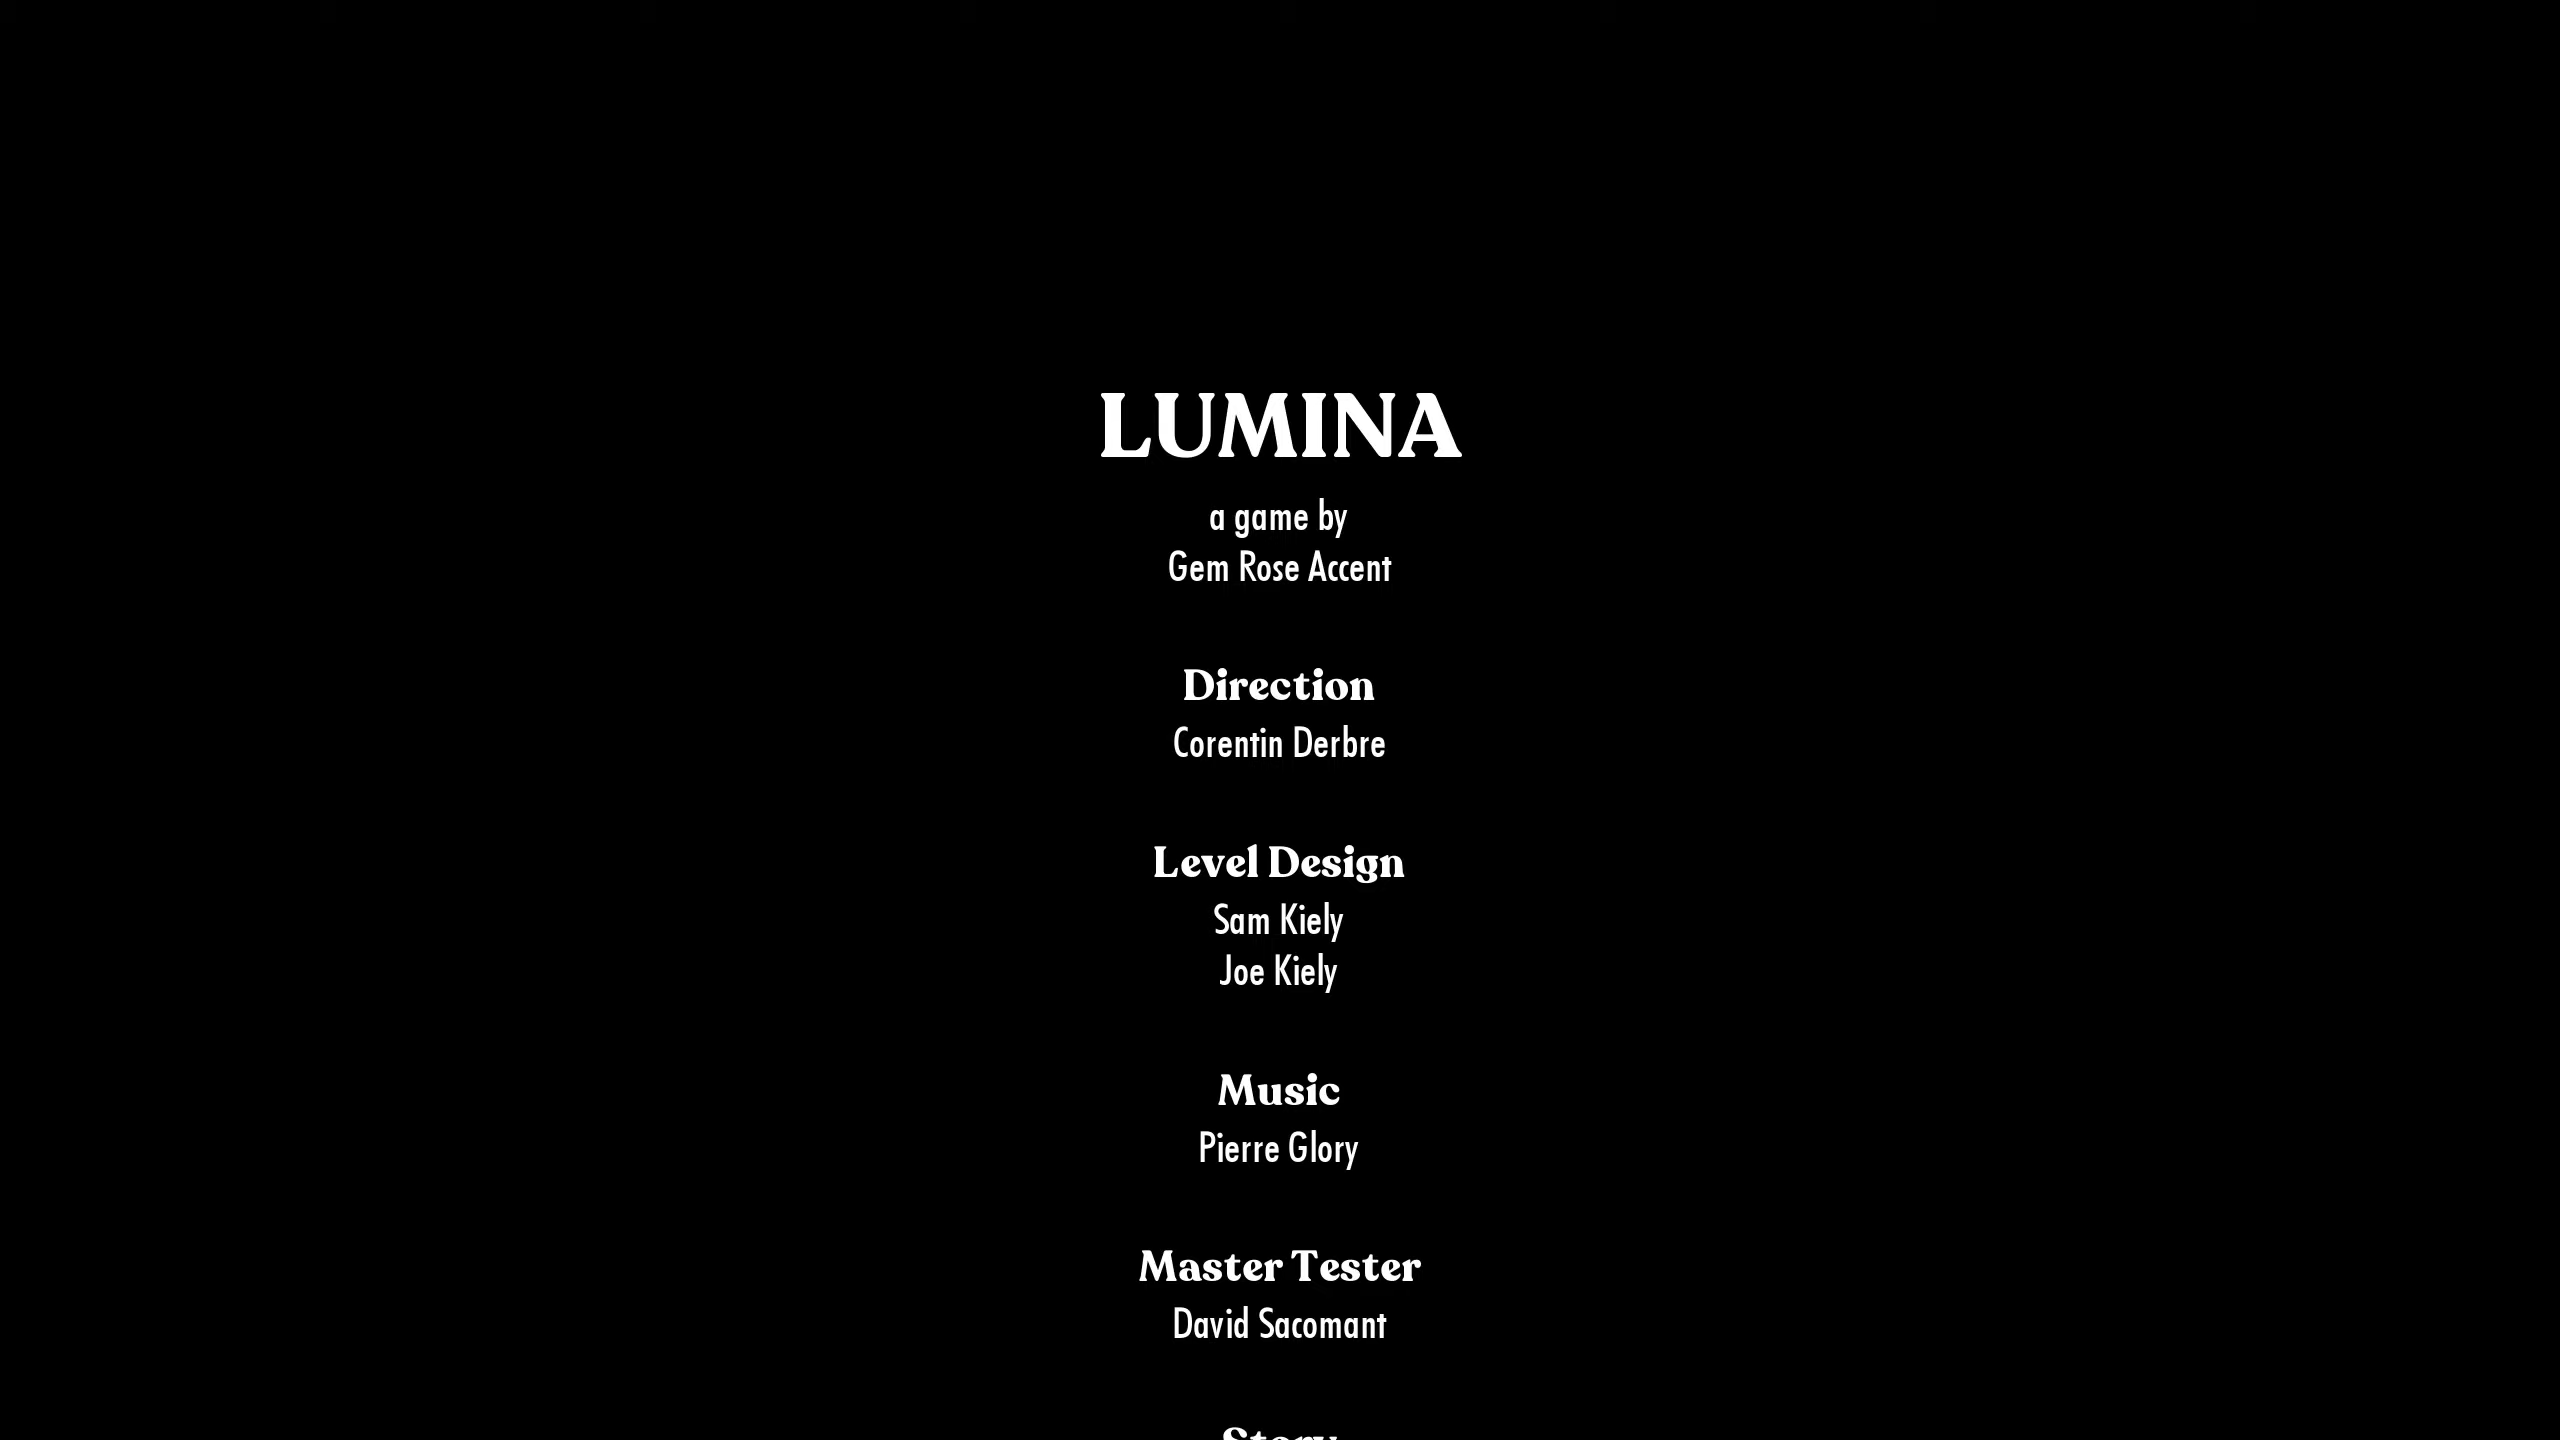 LUMINA
a game by
Gem Rose Accent
Direction
Corentin Derbre
Level Design
Sam Kiely
Joe Kiely
Music
Pierre Glory
Master Tester
David Sacomant
Story